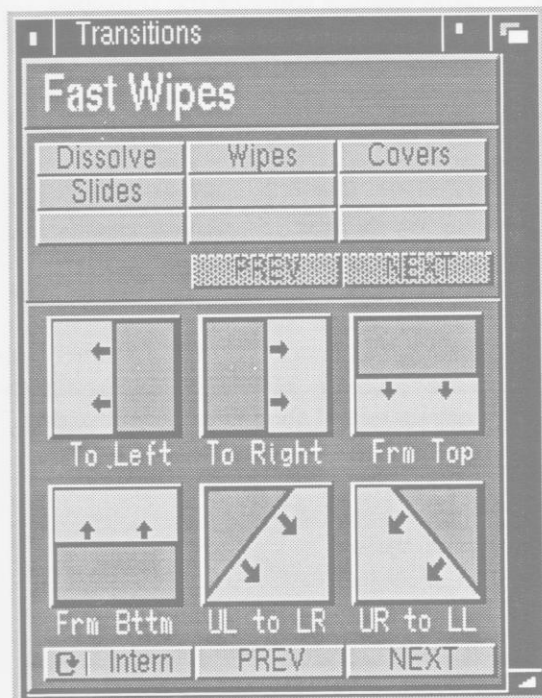 Transitions
Fast Wipes
Dissolve Wipes Covers
Slides
PREV NEXT
To Left To Right Frm Top
Frm Bttm UL to LR UR to LL
Intern PREV NEXT